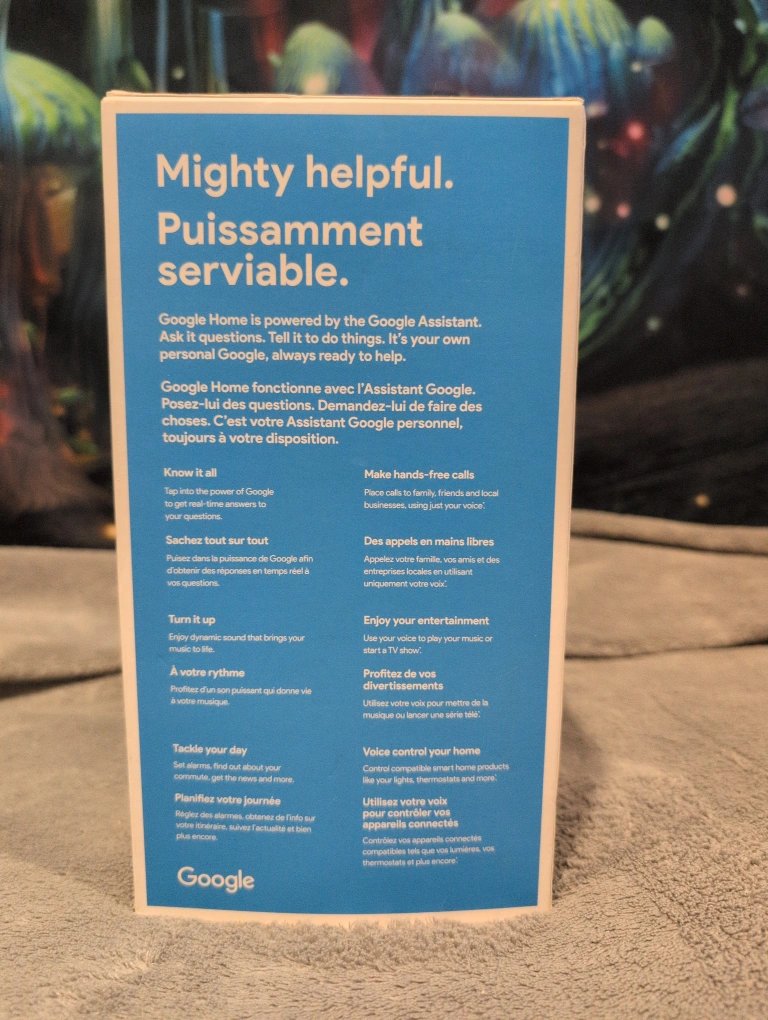 Mighty helpful.
Puissamment
serviable.
Google Home is powered by the Google Assistant.
Ask it questions. Tell it to do things. It's your own
personal Google, always ready to help.
Google Home fonctionne avec l'Assistant Google.
Posez-lui des questions. Demandez-lui de faire des
choses. C'est votre Assistant Google personnel,
toujours à votre disposition.
Know it all
Tap into the power of Google
to get real-time answers to
your questions.
Sachez tout sur tout
Puisez dans la puissance de Google afin
d'obtenir des réponses en temps réel à
vos questions.
Turn it up
Enjoy dynamic sound that brings your
music to life.
À votre rythme
Profitez d'un son puissant qui donne vie
à votre musique.
Tackle your day
Set alarms, find out about your
commute, get the news and more.
Planifiez votre journée
Réglez des alarmes, obtenez de l'info sur
votre itinéraire, suivez l'actualité et bien
plus encore.
Make hands-free calls
Place calls to family, friends and local
businesses, using just your voice.
Des appels en mains libres
Appelez votre famille, vos amis et des
entreprises locales en utilisant
uniquement votre voix.
Enjoy your entertainment
Use your voice to play your music or
start a TV show.
Profitez de vos
divertissements
Utilisez votre voix pour mettre de la
musique ou lancer une série télé.
Voice control your home
Control compatible smart home products
like your lights, thermostats and more.
Utilisez votre voix
pour contrôler vos
appareils connectés
Contrôlez vos appareils connectés
compatibles tels que vos lumières, vos
thermostats et plus encore.
Google